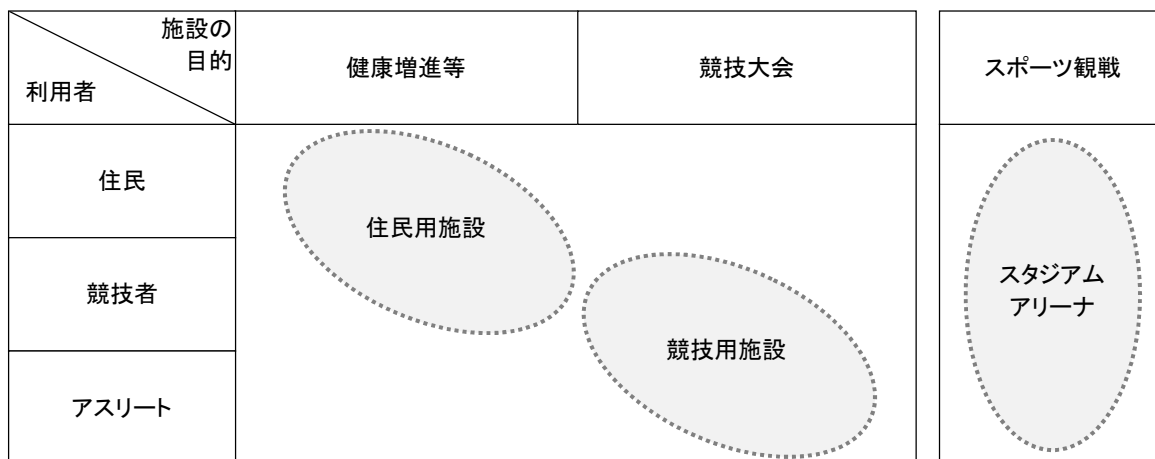 施設の
目的
利用者
健康増進等
競技大会
スポーツ観戦
住民
競技者
アスリート
住民用施設
競技用施設
スタジアム
アリーナ